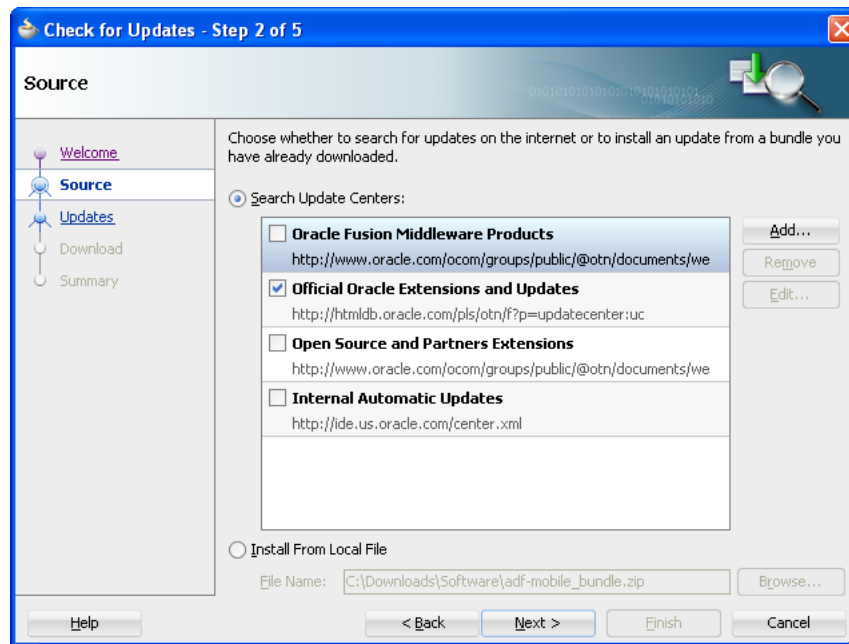 Check for Updates - Step 2 of 5
Source
Welcome
Source
Updates
Download
Summary
Choose whether to search for updates on the internet or to install an update from a bundle you
have already downloaded.
Search Update Centers:
Oracle Fusion Middleware Products
http://www.oracle.com/ocom/groups/public/@otn/documents/we
Official Oracle Extensions and Updates
http://htmldb.oracle.com/pls/otn/f?p=updatecenter:uc
Open Source and Partners Extensions
http://www.oracle.com/ocom/groups/public/@otn/documents/we
Internal Automatic Updates
http://ide.us.oracle.com/center.xml
Add...
Remove
Edit...
Install From Local File
File Name: C:\Downloads\Software\adf-mobile_bundle.zip Browse...
Help < Back Next > Finish Cancel